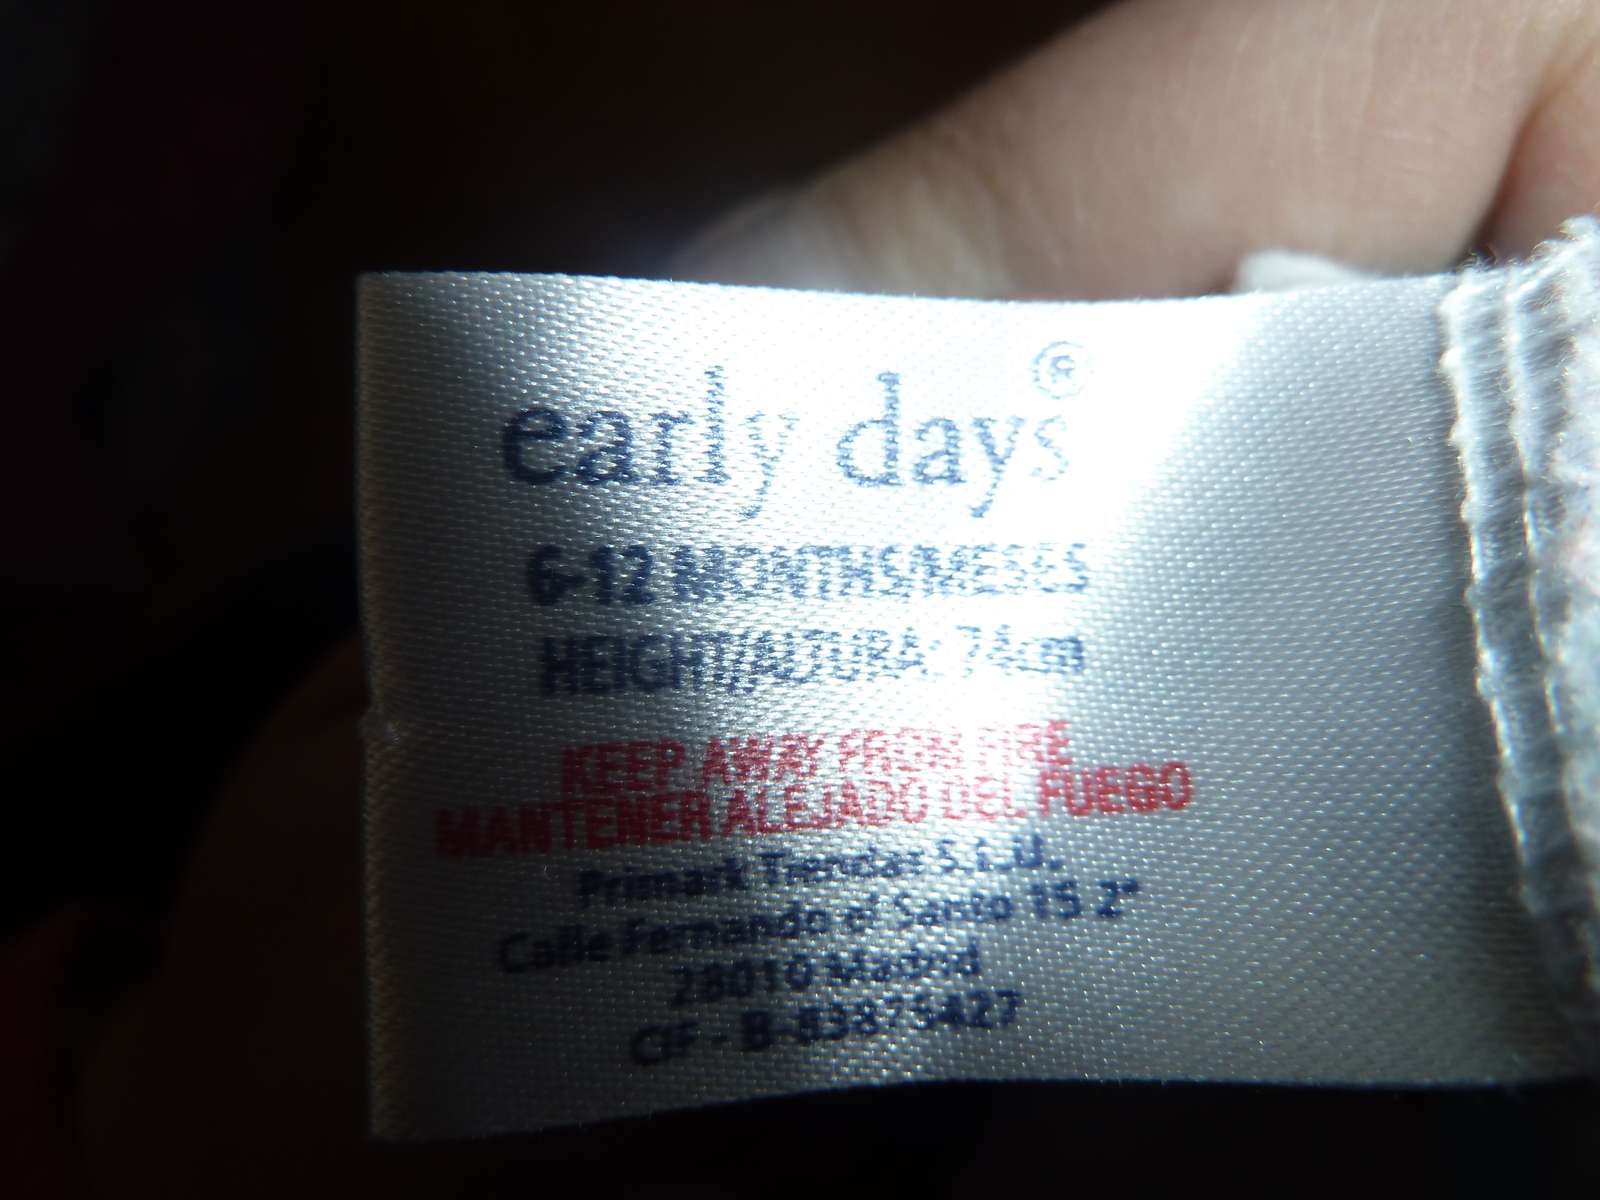 early days®
6-12 MONTHS/MESES
HEIGHT/ALTURA: 74cm
KEEP AWAY FROM FIRE
MANTENER ALEJADO DEL FUEGO
Primark Tiendas S.L.U.
Calle Fernando el Santo 15 2°
28010 Madrid
CIF - B-83875427